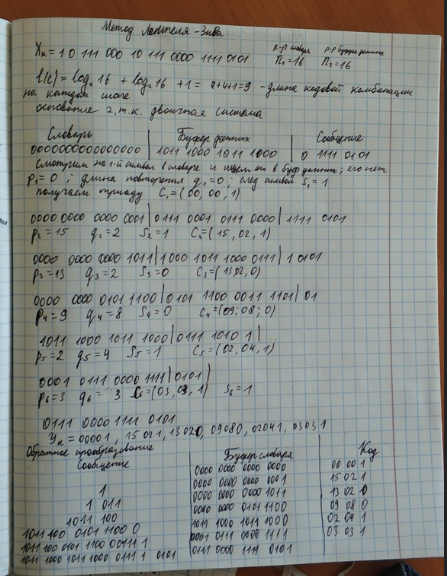 Метод Лемпеля-Зива
Xк = 10111 000 10 111 0000 1111 0101
р-р словаря n₁=16
р-р буфера данных n₂=16
l(k) = log₂ 16 + log₂ 16 + 1 = 4+4+1=9 - длина кодовой комбинации
на каждом шаге
основание 2, т.к. двоичная система
Словарь Буфер данных Сообщение
0000000000000000 1011 1000 1011 1000 0 1111 0101
Смотрим на 1-й символ в словаре и ищем его в буф данных; его нет
p₁=0; длина повторения q₁=0; след символ S₁=1
получаем триаду C₁=(00, 00, 1)
0000 0000 0000 0001 | 0111 0001 0111 0000 | 1111 0101
p₂=15 q₂=2 S₂=1 C₂=(15, 02, 1)
0000 0000 0000 1011 | 1000 1011 1000 0111 | 1 0101
p₃=13 q₃=2 S₃=0 C₃=(13 02, 0)
0000 0000 0101 1100 | 0101 1100 0011 1101 | 01
p₄=9 q₄=8 S₄=0 C₄=(09; 08; 0)
1011 1000 1011 1000 | 0111 1010 1 |
p₅=2 q₅=4 S₅=1 C₅=(02, 04, 1)
0001 0111 0000 1111 | 0101 |
p₆=3 q₆=3 C₆=(03, 03, 1) S₆=1
0111 0000 1111 0101
Yк = 00001, 15021, 13020, 09080, 02041, 03031
Обратное преобразование
Сообщение Буфер словаря Код
0000 0000 0000 0000 00 00 1
1 0000 0000 0000 0001 15 02 1
1 011 0000 0000 0000 1011 13 02 0
1011 100 0000 0000 0101 1100 09 08 0
1011 100 0101 1100 0 1011 1000 1011 1000 02 04 1
1011 100 0101 1100 00111 1 0001 0111 0000 1111 03 03 1
1011 1000 1011 1000 0111 1 0101 0111 0000 1111 0101